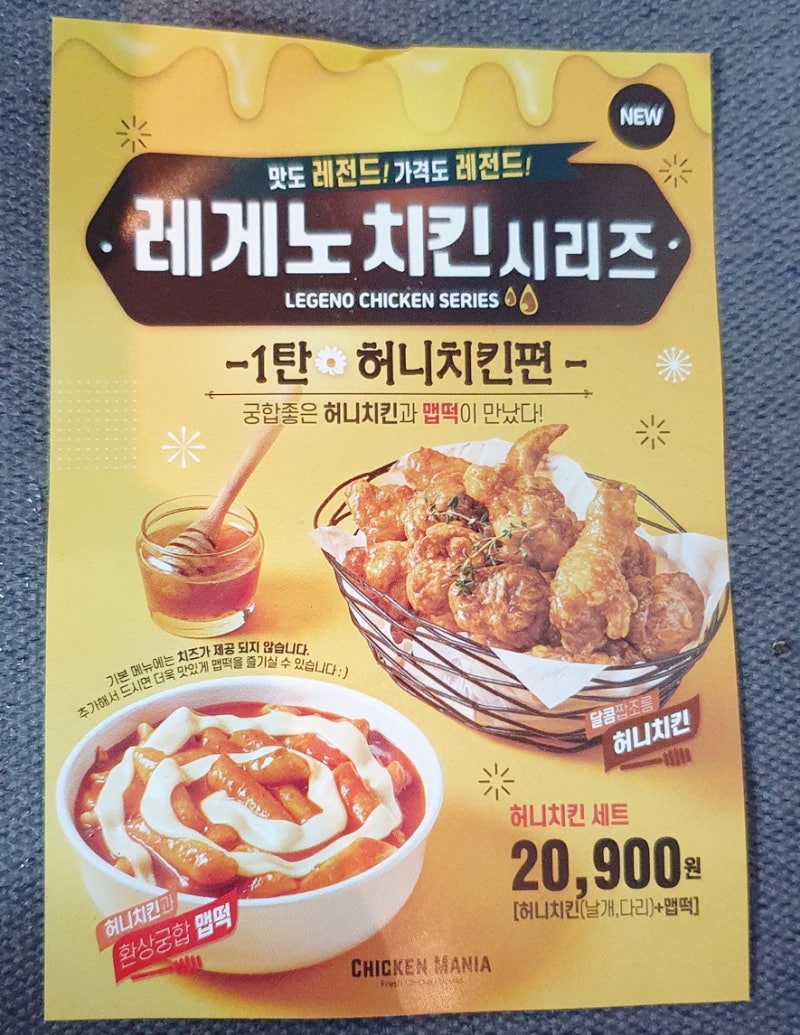 NEW
맛도 레전드! 가격도 레전드!
레게노 치킨 시리즈
LEGENO CHICKEN SERIES
-1탄 허니치킨편 -
궁합좋은 허니치킨과 맵떡이 만났다!
기본 메뉴에는 치즈가 제공 되지 않습니다.
추가해서 드시면 더욱 맛있게 맵떡을 즐기실 수 있습니다 : )
달콤짭조름
허니치킨
허니치킨 세트
20,900원
[허니치킨(날개,다리)+맵떡]
허니치킨과
환상궁합 맵떡
CHICKEN MANIA